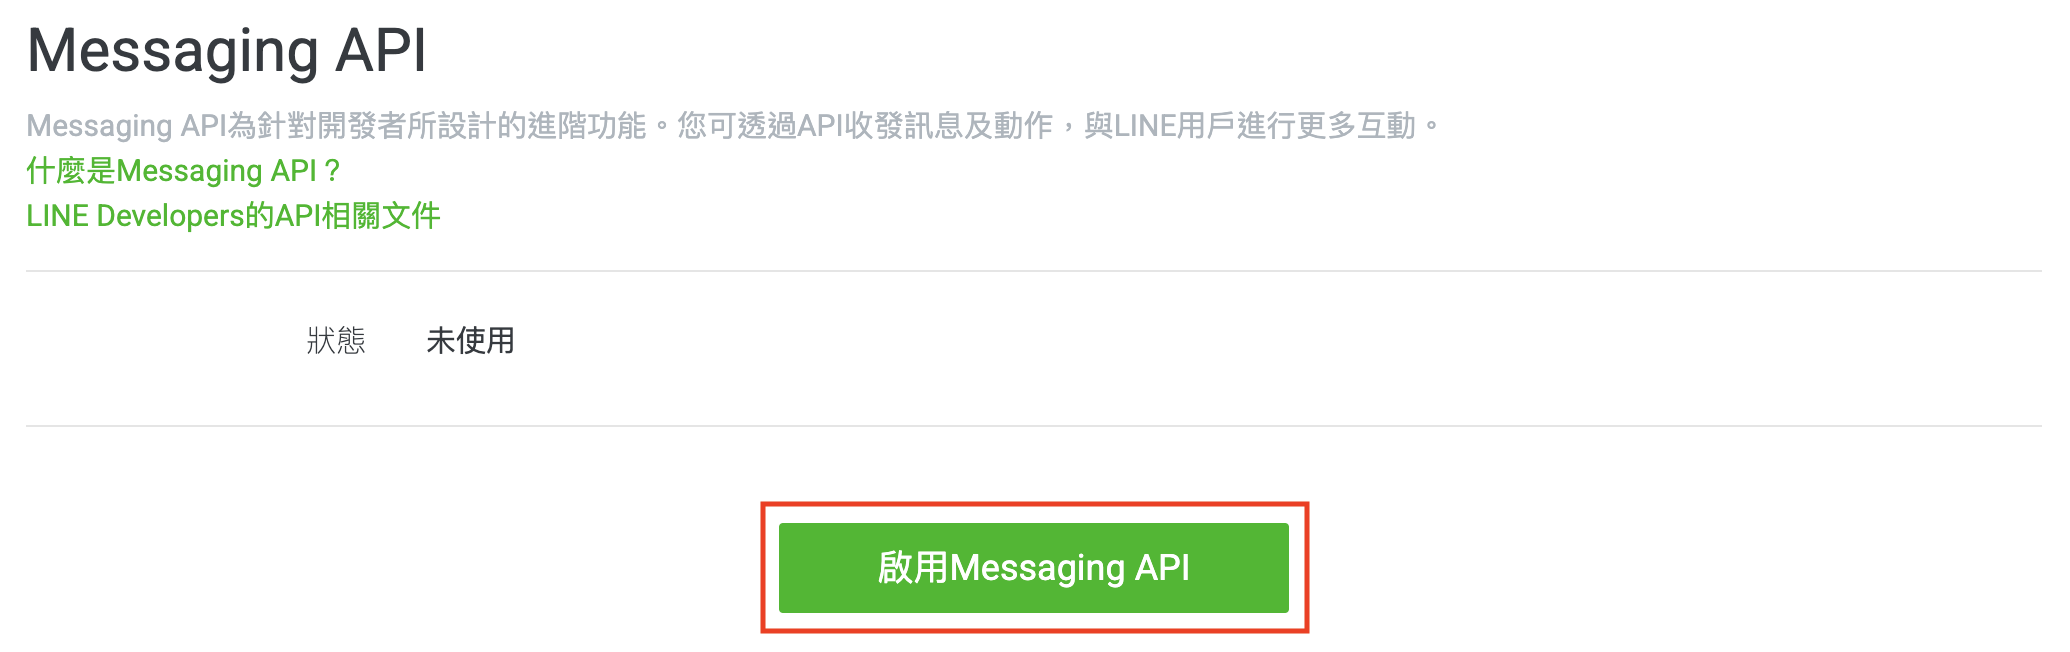 Messaging API
Messaging API為針對開發者所設計的進階功能。您可透過API收發訊息及動作，與LINE用戶進行更多互動。
什麼是Messaging API？
LINE Developers的API相關文件
狀態 未使用
啟用Messaging API